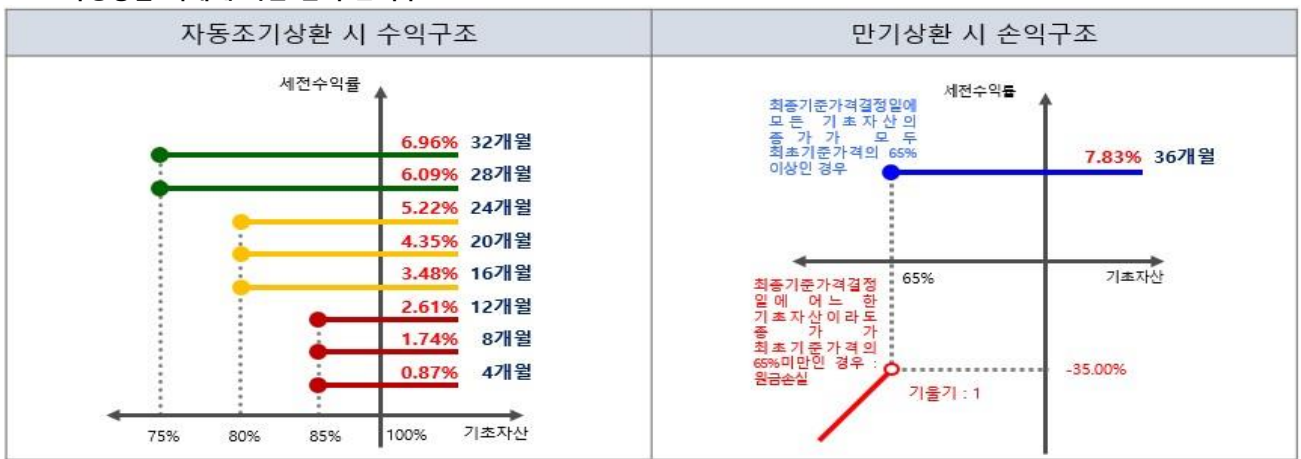 자동조기상환 시 수익구조
만기상환 시 손익구조
세전수익률
6.96% 32개월
6.09% 28개월
5.22% 24개월
4.35% 20개월
3.48% 16개월
2.61% 12개월
1.74% 8개월
0.87% 4개월
75% 80% 85% 100% 기초자산
세전수익률
최종기준가격결정일에
모든 기초자산의
종가가 모두
최초기준가격의 65%
이상인 경우
7.83% 36개월
65%
기초자산
최종기준가격결정
일에 어느 한
기초자산이라도
종가가
최초기준가격의
65%미만인 경우 :
원금손실
-35.00%
기울기 : 1